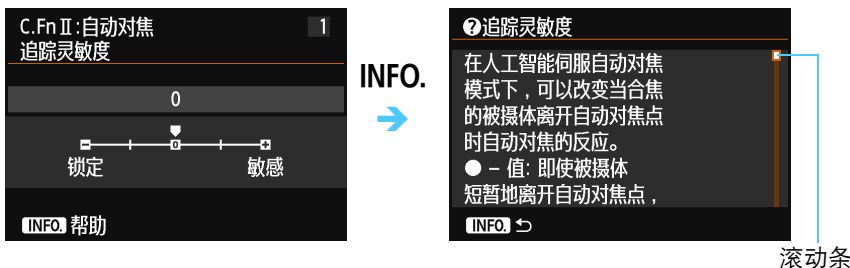 C.Fn II:自动对焦 1
追踪灵敏度
0
0
锁定 敏感
INFO. 帮助
INFO.
?追踪灵敏度
在人工智能伺服自动对焦
模式下，可以改变当合焦
的被摄体离开自动对焦点
时自动对焦的反应。
● – 值: 即使被摄体
短暂地离开自动对焦点，
INFO.
滚动条